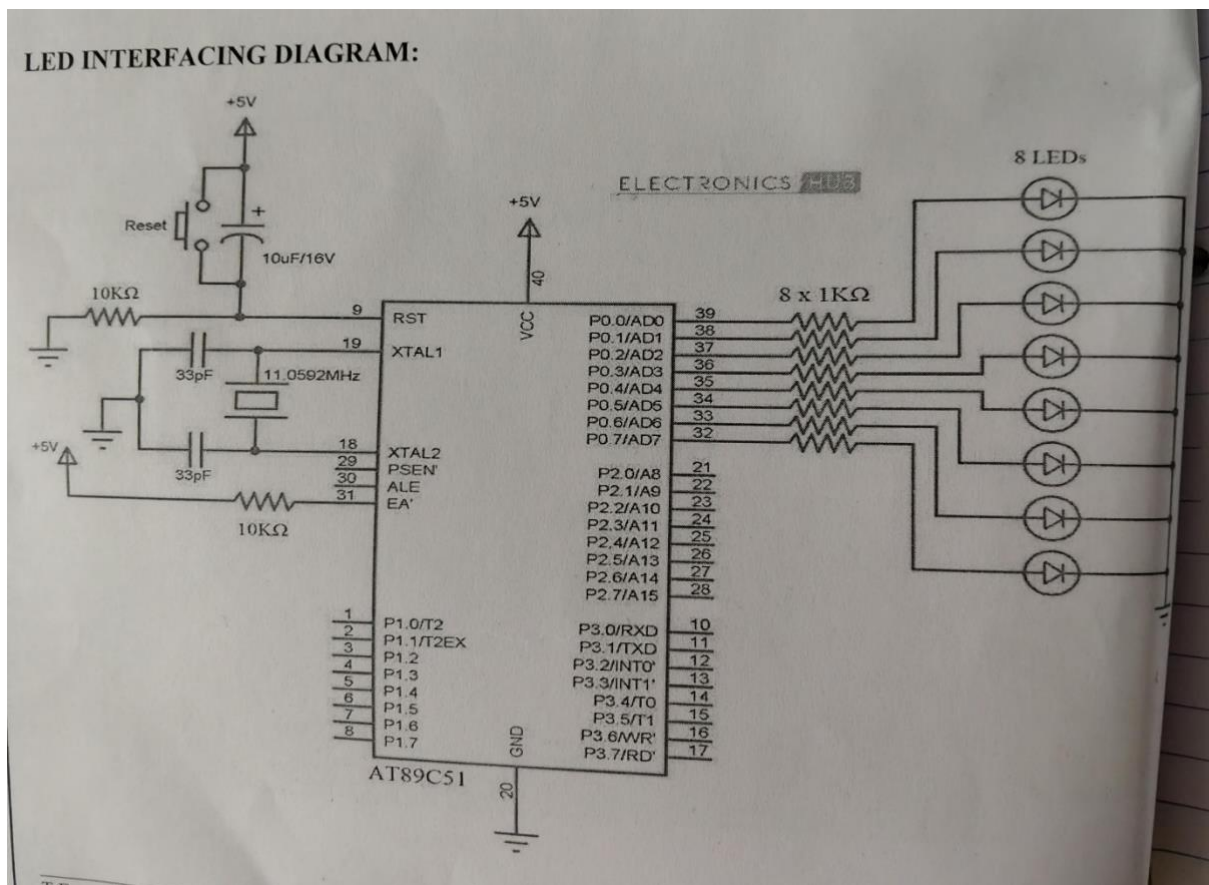 LED INTERFACING DIAGRAM:
+5V
Reset
+
10uF/16V
10KΩ
ELECTRONICS HUB
+5V
40
VCC
8 LEDs
8 x 1KΩ
9 RST
19 XTAL1
33pF
11.0592MHz
+5V
33pF
18 XTAL2
29 PSEN'
30 ALE
31 EA'
10KΩ
P0.0/AD0 39
P0.1/AD1 38
P0.2/AD2 37
P0.3/AD3 36
P0.4/AD4 35
P0.5/AD5 34
P0.6/AD6 33
P0.7/AD7 32
P2.0/A8 21
P2.1/A9 22
P2.2/A10 23
P2.3/A11 24
P2.4/A12 25
P2.5/A13 26
P2.6/A14 27
P2.7/A15 28
1 P1.0/T2
2 P1.1/T2EX
3 P1.2
4 P1.3
5 P1.4
6 P1.5
7 P1.6
8 P1.7
P3.0/RXD 10
P3.1/TXD 11
P3.2/INT0' 12
P3.3/INT1' 13
P3.4/T0 14
P3.5/T1 15
P3.6/WR' 16
P3.7/RD' 17
GND
20
AT89C51